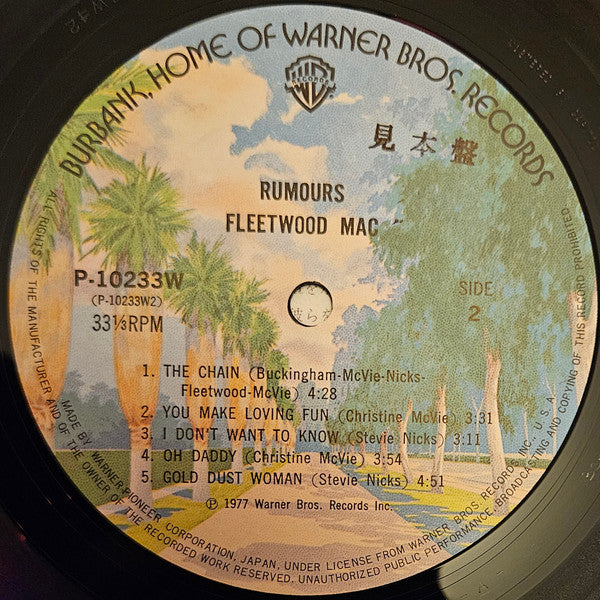 BURBANK, HOME OF WARNER BROS. RECORDS
W
RECORDS
見本盤
RUMOURS
FLEETWOOD MAC
P-10233W
(P-10233W2)
33⅓RPM
SIDE
2
1. THE CHAIN (Buckingham-McVie-Nicks-
Fleetwood-McVie) 4:28
2. YOU MAKE LOVING FUN (Christine McVie) 3:31
3. I DON'T WANT TO KNOW (Stevie Nicks) 3:11
4. OH DADDY (Christine McVie) 3:54
5. GOLD DUST WOMAN (Stevie Nicks) 4:51
Ⓟ 1977 Warner Bros. Records Inc.
MADE BY WARNER-PIONEER CORPORATION, JAPAN, UNDER LICENSE FROM WARNER BROS. RECORDS INC., U.S.A.
ALL RIGHTS OF THE MANUFACTURER AND OF THE OWNER OF THE RECORDED WORK RESERVED. UNAUTHORIZED PUBLIC PERFORMANCE, BROADCASTING AND COPYING OF THIS RECORD PROHIBITED.